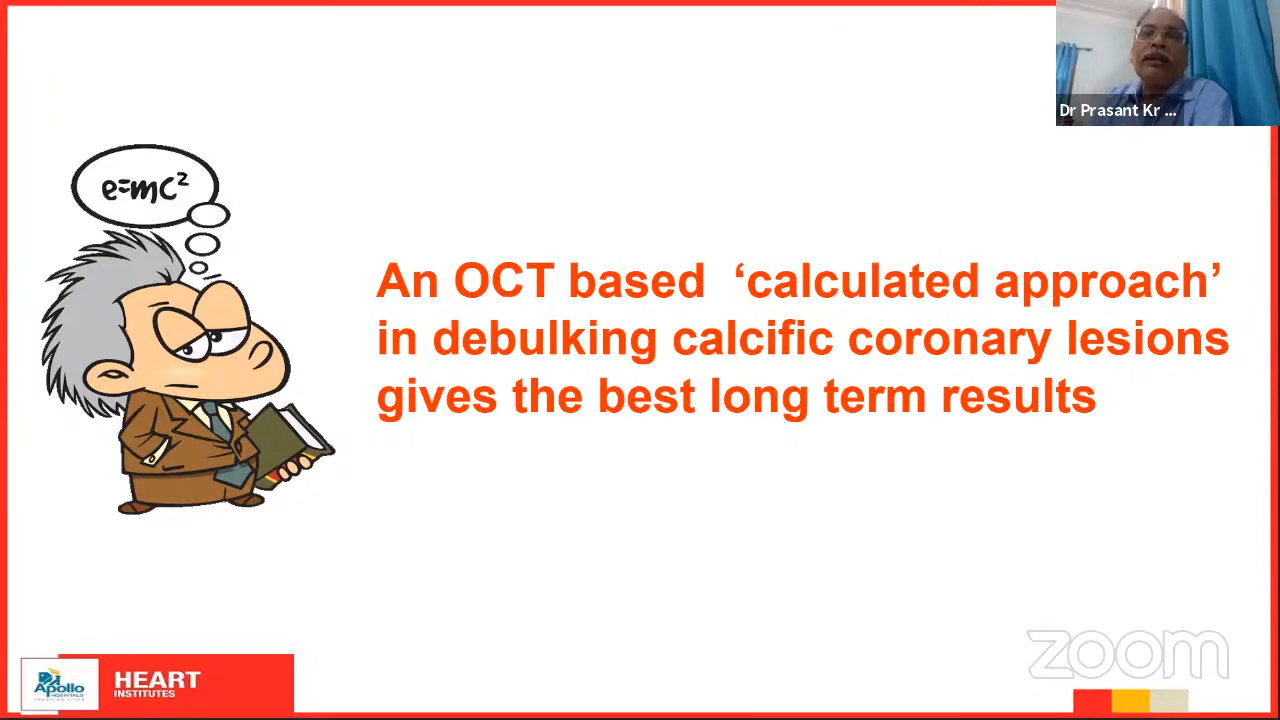 Dr Prasant Kr ...
e=mc²
An OCT based ‘calculated approach’
in debulking calcific coronary lesions
gives the best long term results
Apollo
HOSPITALS
HEART
INSTITUTES
zoom